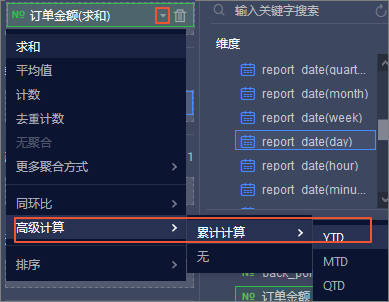 Nº 订单金额(求和)
输入关键字搜索
求和
平均值
计数
去重计数
无聚合
更多聚合方式
同环比
高级计算
排序
累计计算
无
YTD
MTD
QTD
维度
report_date(quart...
report_date(month)
report_date(week)
report_date(day)
report_date(hour)
report_date(minu...
Nº 订单金额